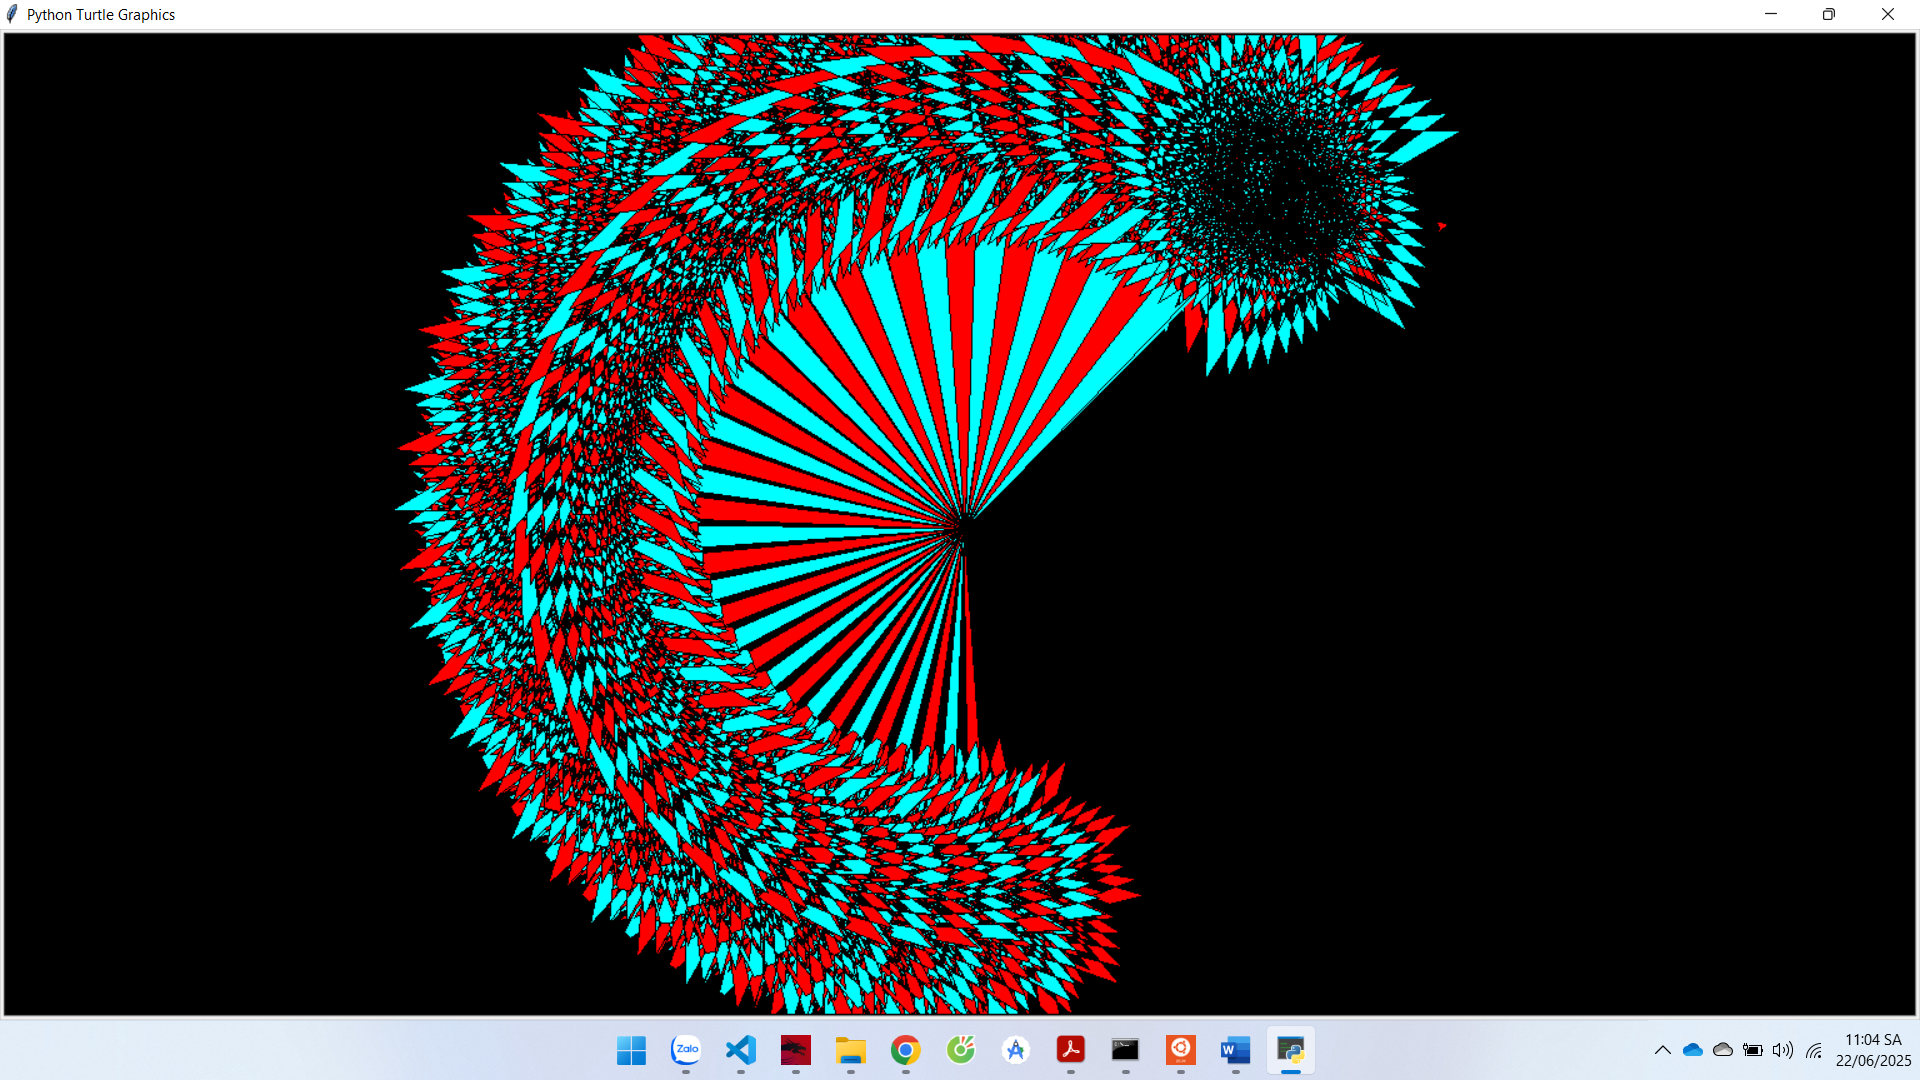 Python Turtle Graphics
Zalo
W
11:04 SA
22/06/2025